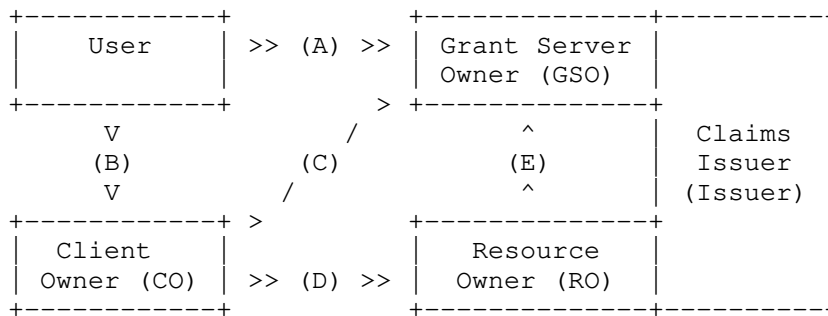 +------------+               +---------------+-----------
|    User    | >> (A) >>     | Grant Server  |
|            |               | Owner (GSO)   |
+------------+         >     +---------------+
      V               /            ^         |  Claims
     (B)           (C)            (E)        |  Issuer
      V           /                ^         | (Issuer)
+------------+ >             +---------------+
|  Client    |               |   Resource    |
| Owner (CO) | >> (D) >>     |  Owner (RO)   |
+------------+               +---------------+-----------